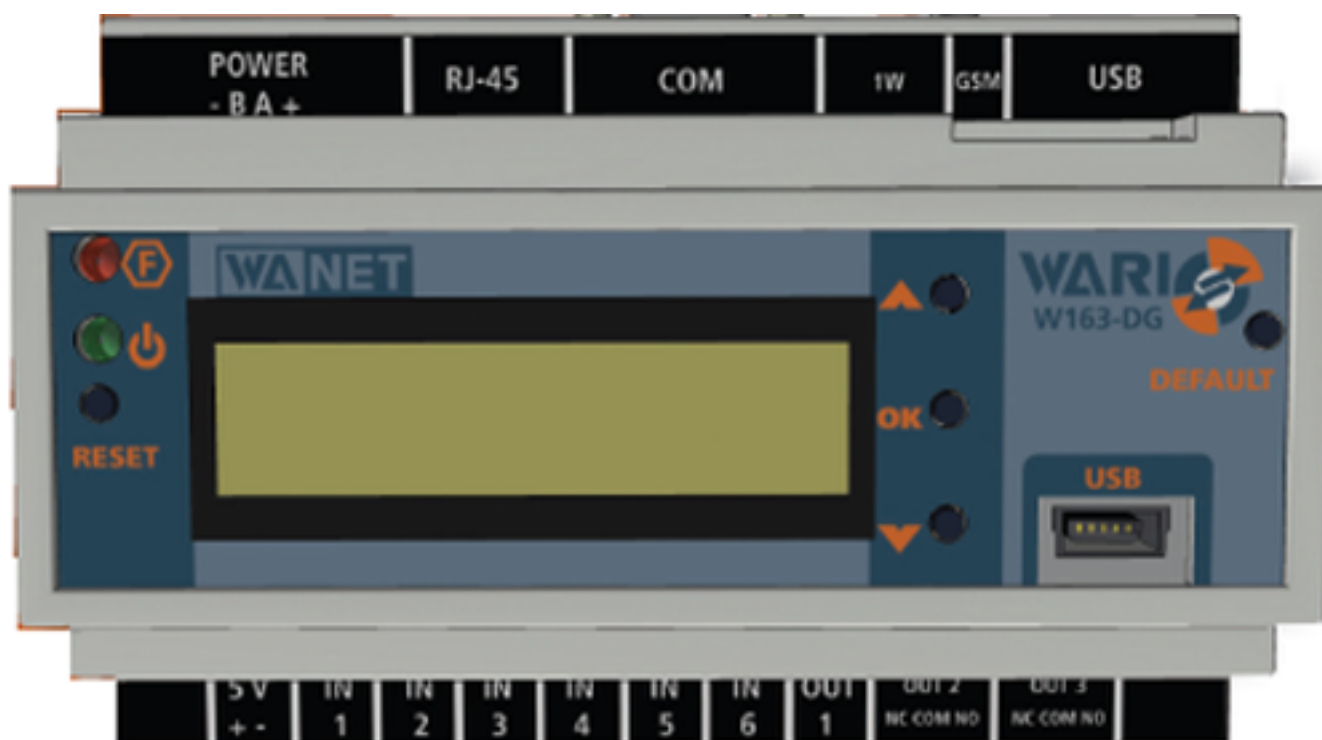 POWER
- B A +
RJ-45
COM
1W
GSM
USB
F
WANET
WARIO
W163-DG
DEFAULT
OK
RESET
USB
5 V
+ -
IN
1
IN
2
IN
3
IN
4
IN
5
IN
6
OUT
1
OUT 2
NC COM NO
OUT 3
NC COM NO